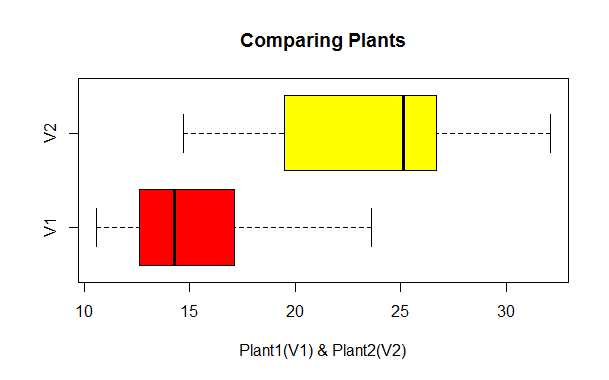 Comparing Plants
V2
V1
10 15 20 25 30
Plant1(V1) & Plant2(V2)